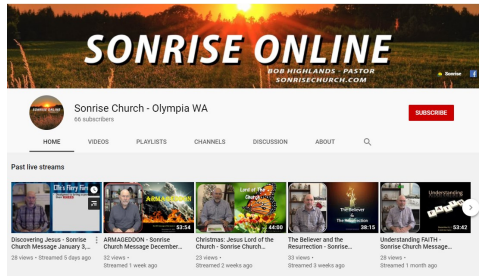 SONRISE ONLINE
BOB HIGHLANDS - PASTOR
SONRISECHURCH.COM
Sonrise
Sonrise Church - Olympia WA
66 subscribers
SUBSCRIBE
HOME VIDEOS PLAYLISTS CHANNELS DISCUSSION ABOUT
Past live streams
Life's Fiery
ARMAGEDDON
53:54
Lord of The
Church
44:00
The Believer
&
The Resurrection
38:15
Understanding
53:42
Discovering Jesus - Sonrise
Church Message January 3...
28 views • Streamed 5 days ago
ARMAGEDDON - Sonrise
Church Message December...
32 views •
Streamed 1 week ago
Christmas: Jesus Lord of the
Church - Sonrise Church...
23 views •
Streamed 2 weeks ago
The Believer and the
Resurrection - Sonrise...
33 views •
Streamed 3 weeks ago
Understanding FAITH -
Sonrise Church Message...
28 views •
Streamed 1 month ago